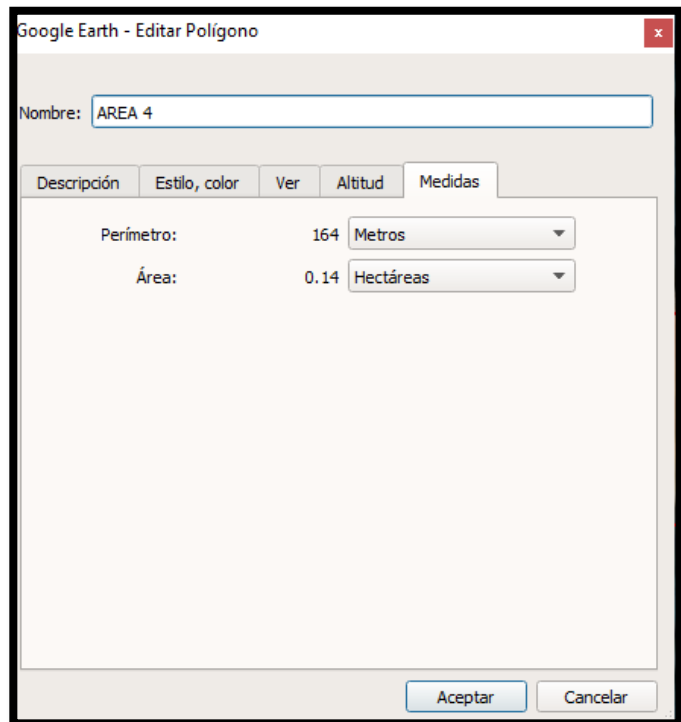 Google Earth - Editar Polígono
x
Nombre: AREA 4
Descripción Estilo, color Ver Altitud Medidas
Perímetro: 164 Metros
Área: 0.14 Hectáreas
Aceptar Cancelar